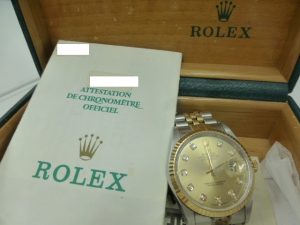 ROLEX
ATTESTATION
DE CHRONOMÈTRE
OFFICIEL
ROLEX